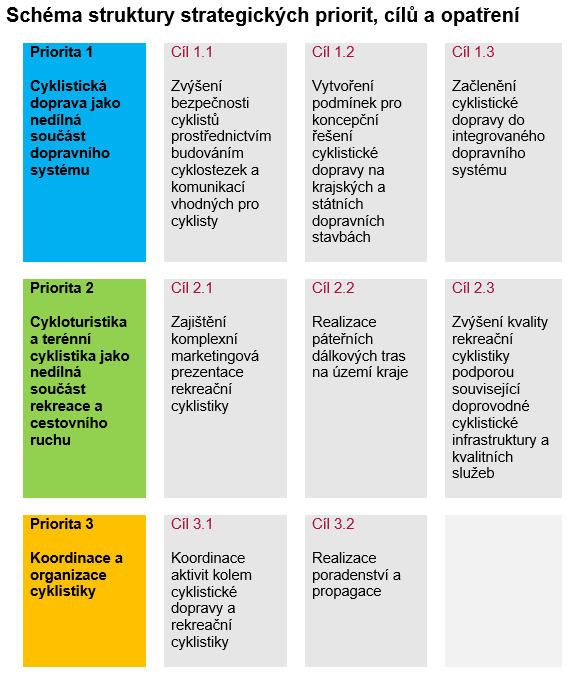 Schéma struktury strategických priorit, cílů a opatření
Priorita 1
Cyklistická
doprava jako
nedílná
součást
dopravního
systému
Cíl 1.1
Zvýšení
bezpečnosti
cyklistů
prostřednictvím
budováním
cyklostezek a
komunikací
vhodných pro
cyklisty
Cíl 1.2
Vytvoření
podmínek pro
koncepční
řešení
cyklistické
dopravy na
krajských a
státních
dopravních
stavbách
Cíl 1.3
Začlenění
cyklistické
dopravy do
integrovaného
dopravního
systému
Priorita 2
Cykloturistika
a terénní
cyklistika jako
nedílná
součást
rekreace a
cestovního
ruchu
Cíl 2.1
Zajištění
komplexní
marketingová
prezentace
rekreační
cyklistiky
Cíl 2.2
Realizace
páteřních
dálkových tras
na území kraje
Cíl 2.3
Zvýšení kvality
rekreační
cyklistiky
podporou
související
doprovodné
cyklistické
infrastruktury a
kvalitních
služeb
Priorita 3
Koordinace a
organizace
cyklistiky
Cíl 3.1
Koordinace
aktivit kolem
cyklistické
dopravy a
rekreační
cyklistiky
Cíl 3.2
Realizace
poradenství a
propagace